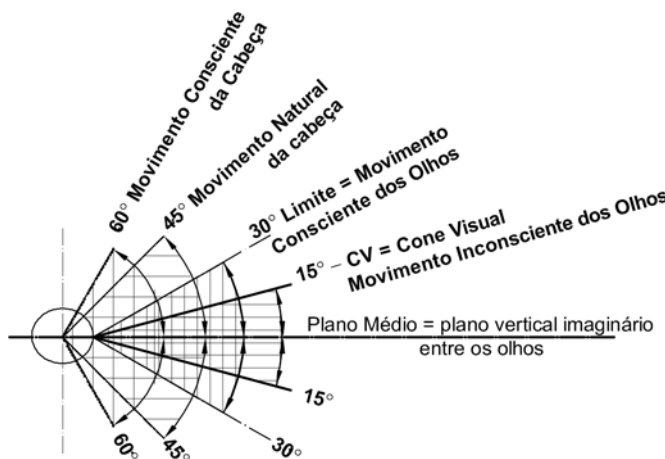 60° Movimento Consciente
da Cabeça
45° Movimento Natural
da cabeça
30° Limite = Movimento
Consciente dos Olhos
15° – CV = Cone Visual
Movimento Inconsciente dos Olhos
Plano Médio = plano vertical imaginário
entre os olhos
15°
30°
45°
60°